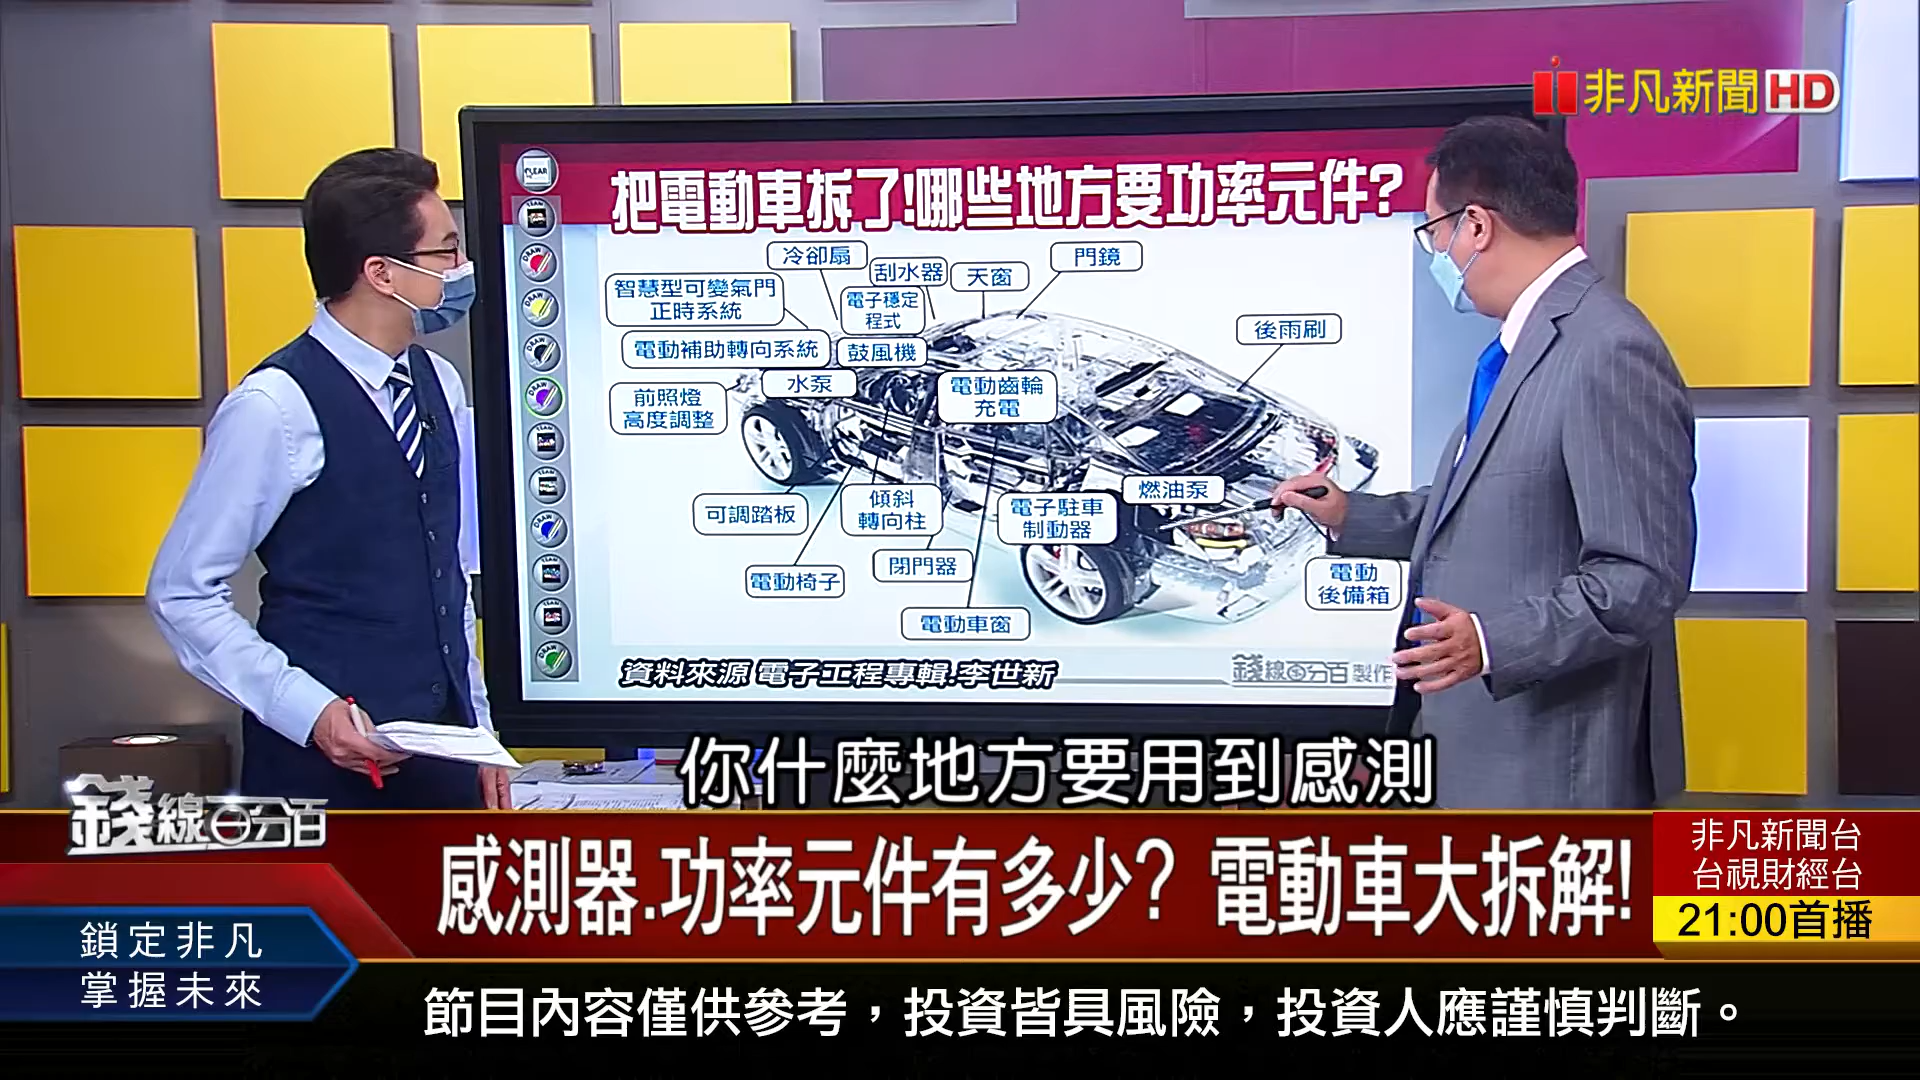 非凡新聞HD
CLEAR
把電動車拆了!哪些地方要功率元件?
冷卻扇
刮水器
天窗
門鏡
智慧型可變氣門
正時系統
電子穩定
程式
後雨刷
電動補助轉向系統
鼓風機
水泵
電動齒輪
充電
前照燈
高度調整
可調踏板
傾斜
轉向柱
電子駐車
制動器
燃油泵
閉門器
電動椅子
電動
後備箱
電動車窗
資料來源 電子工程專輯.李世新
錢線百分百 製作
DRAW
DRAW
DRAW
DRAW
DRAW
DRAW
你什麼地方要用到感測
錢線百分百
感測器.功率元件有多少? 電動車大拆解!
非凡新聞台
台視財經台
21:00首播
鎖定非凡
掌握未來
節目內容僅供參考，投資皆具風險，投資人應謹慎判斷。